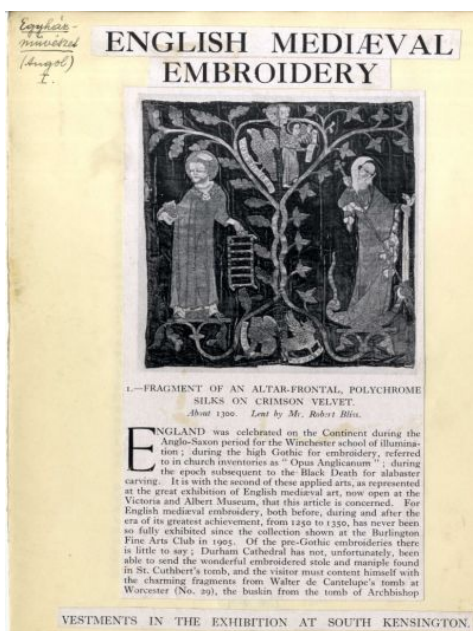 Egyház-
művészet
(Angol)
I.
ENGLISH MEDIÆVAL
EMBROIDERY
1.—FRAGMENT OF AN ALTAR-FRONTAL, POLYCHROME
SILKS ON CRIMSON VELVET.
About 1300. Lent by Mr. Robert Bliss.
ENGLAND was celebrated on the Continent during the
Anglo-Saxon period for the Winchester school of illumina-
tion; during the high Gothic for embroidery, referred
to in church inventories as "Opus Anglicanum"; during
the epoch subsequent to the Black Death for alabaster
carving. It is with the second of these applied arts, as represented
at the great exhibition of English mediæval art, now open at the
Victoria and Albert Museum, that this article is concerned. For
English mediæval embroidery, both before, during and after the
era of its greatest achievement, from 1250 to 1350, has never been
so fully exhibited since the collection shown at the Burlington
Fine Arts Club in 1905. Of the pre-Gothic embroideries there
is little to say; Durham Cathedral has not, unfortunately, been
able to send the wonderful embroidered stole and maniple found
in St. Cuthbert's tomb, and the visitor must content himself with
the charming fragments from Walter de Cantelupe's tomb at
Worcester (No. 29), the buskin from the tomb of Archbishop
VESTMENTS IN THE EXHIBITION AT SOUTH KENSINGTON